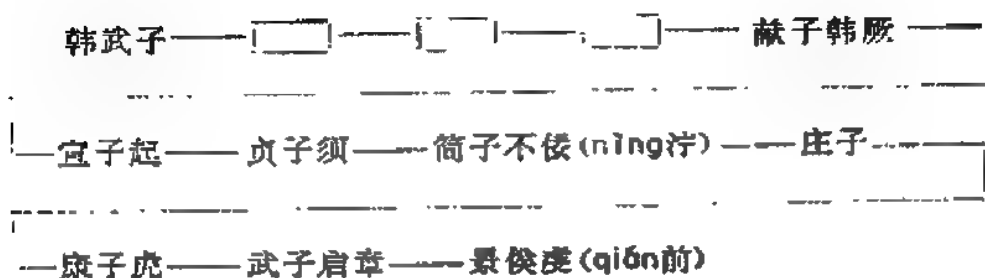 韩武子 献子韩厥
宣子起 贞子须 简子不佞(nìng泞) 庄子
康子虎 武子启章 景侯虔(qián前)